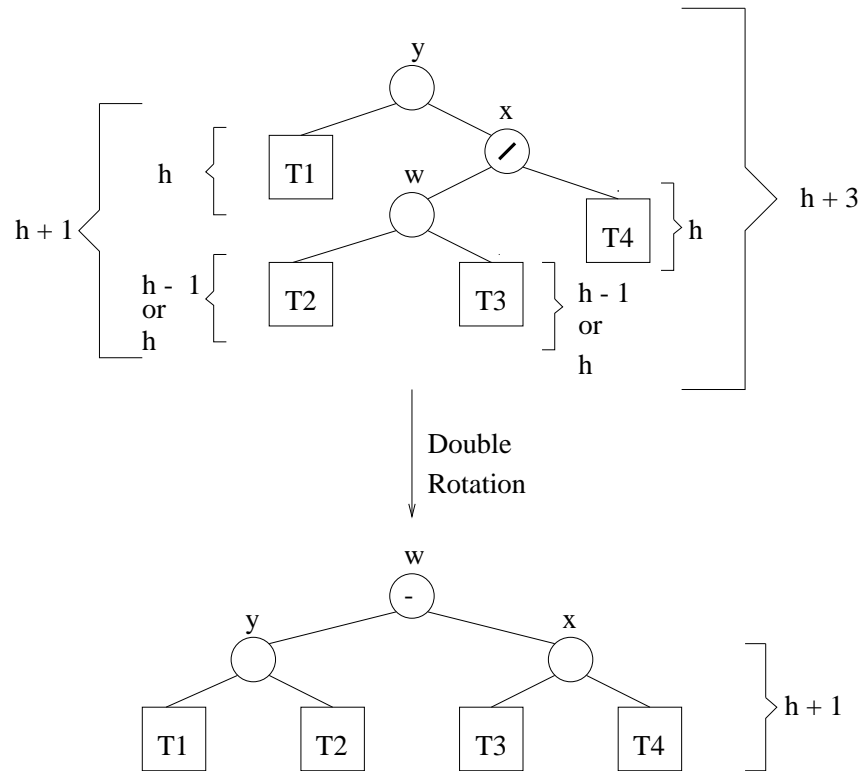 y
x
h
T1
w
h + 3
h + 1
T4
h
h - 1
or
h
T2
T3
h - 1
or
h
Double
Rotation
w
-
y
x
T1
T2
T3
T4
h + 1